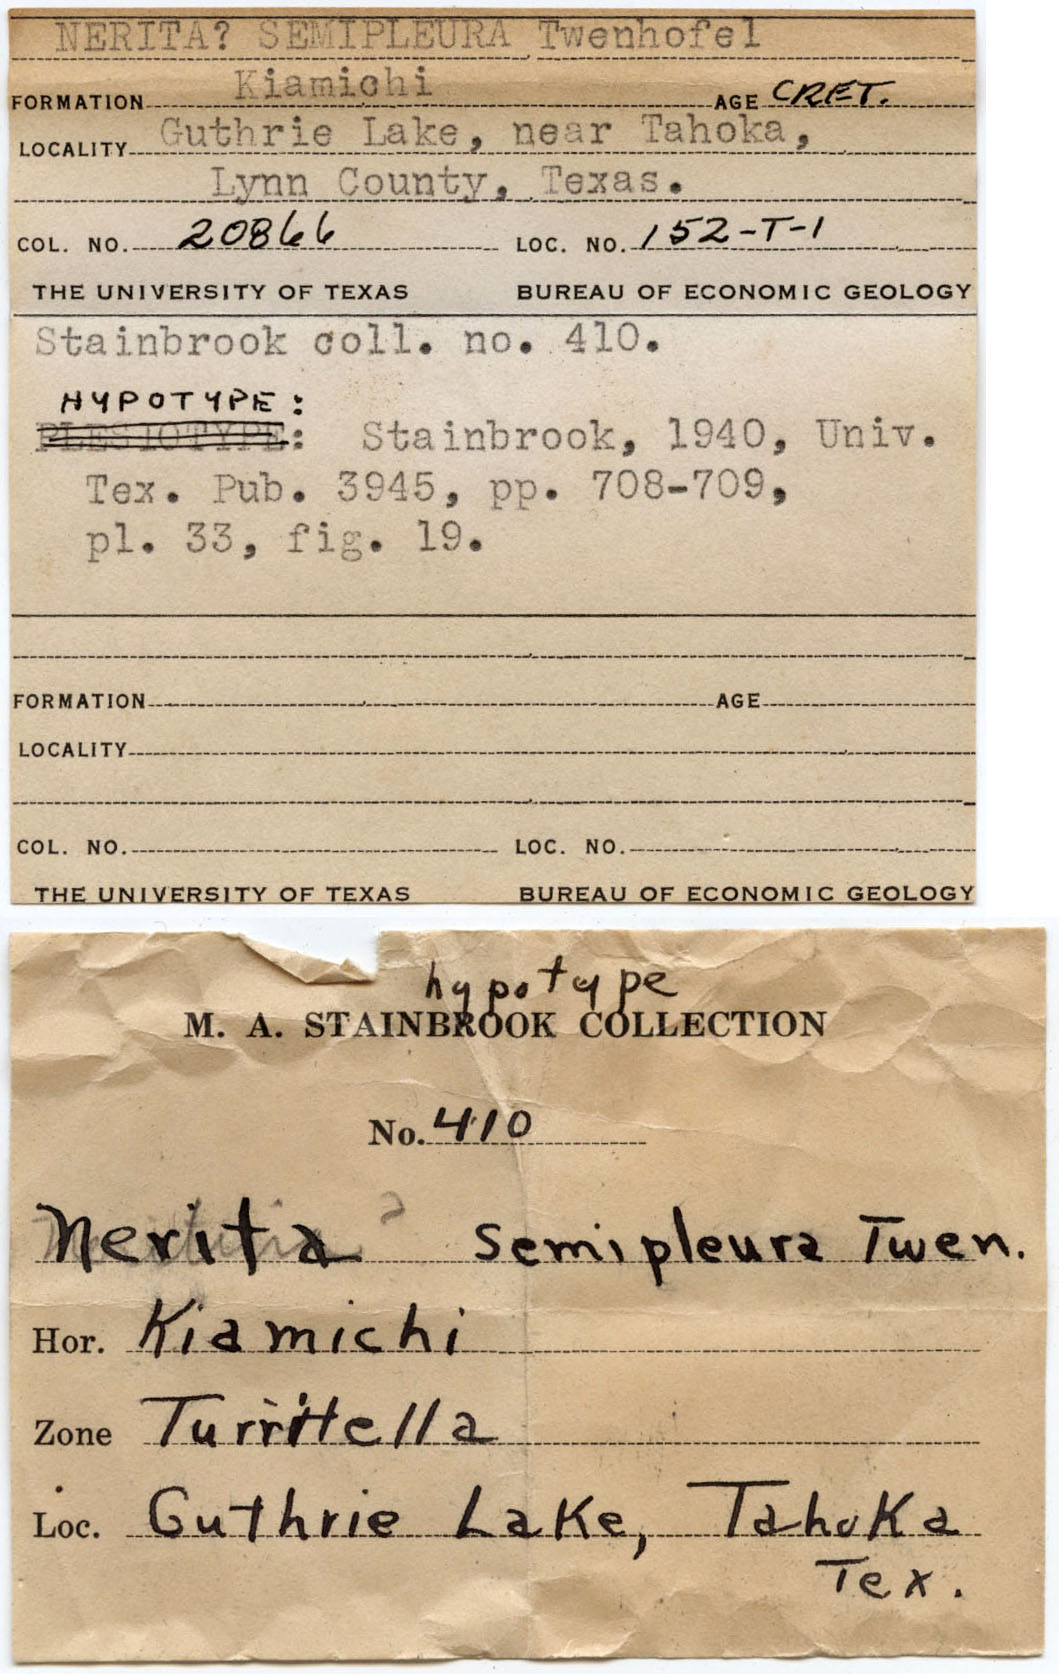 NERITA? SEMIPLEURA Twenhofel
FORMATION Kiamichi AGE CRET.
LOCALITY Guthrie Lake, near Tahoka,
Lynn County, Texas.
COL. NO. 20866 LOC. NO. 152-T-1
THE UNIVERSITY OF TEXAS BUREAU OF ECONOMIC GEOLOGY
Stainbrook coll. no. 410.
HYPOTYPE:
PLESIOTYPE: Stainbrook, 1940, Univ.
Tex. Pub. 3945, pp. 708-709,
pl. 33, fig. 19.
FORMATION AGE
LOCALITY
COL. NO. LOC. NO.
THE UNIVERSITY OF TEXAS BUREAU OF ECONOMIC GEOLOGY
hypotype
M. A. STAINBROOK COLLECTION
No. 410
Nerita ? semipleura Twen.
Hor. Kiamichi
Zone Turritella
Loc. Guthrie Lake, Tahoka
Tex.